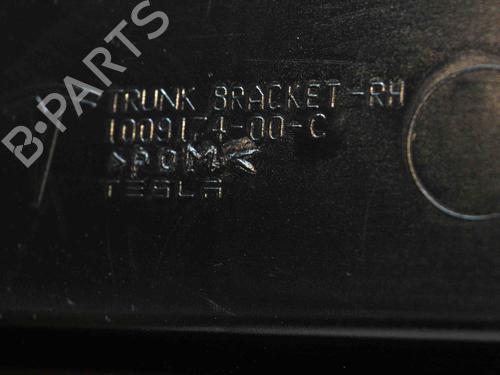 B-PARTS
TRUNK BRACKET-RH
1009174-00-C
>POM<
TESLA